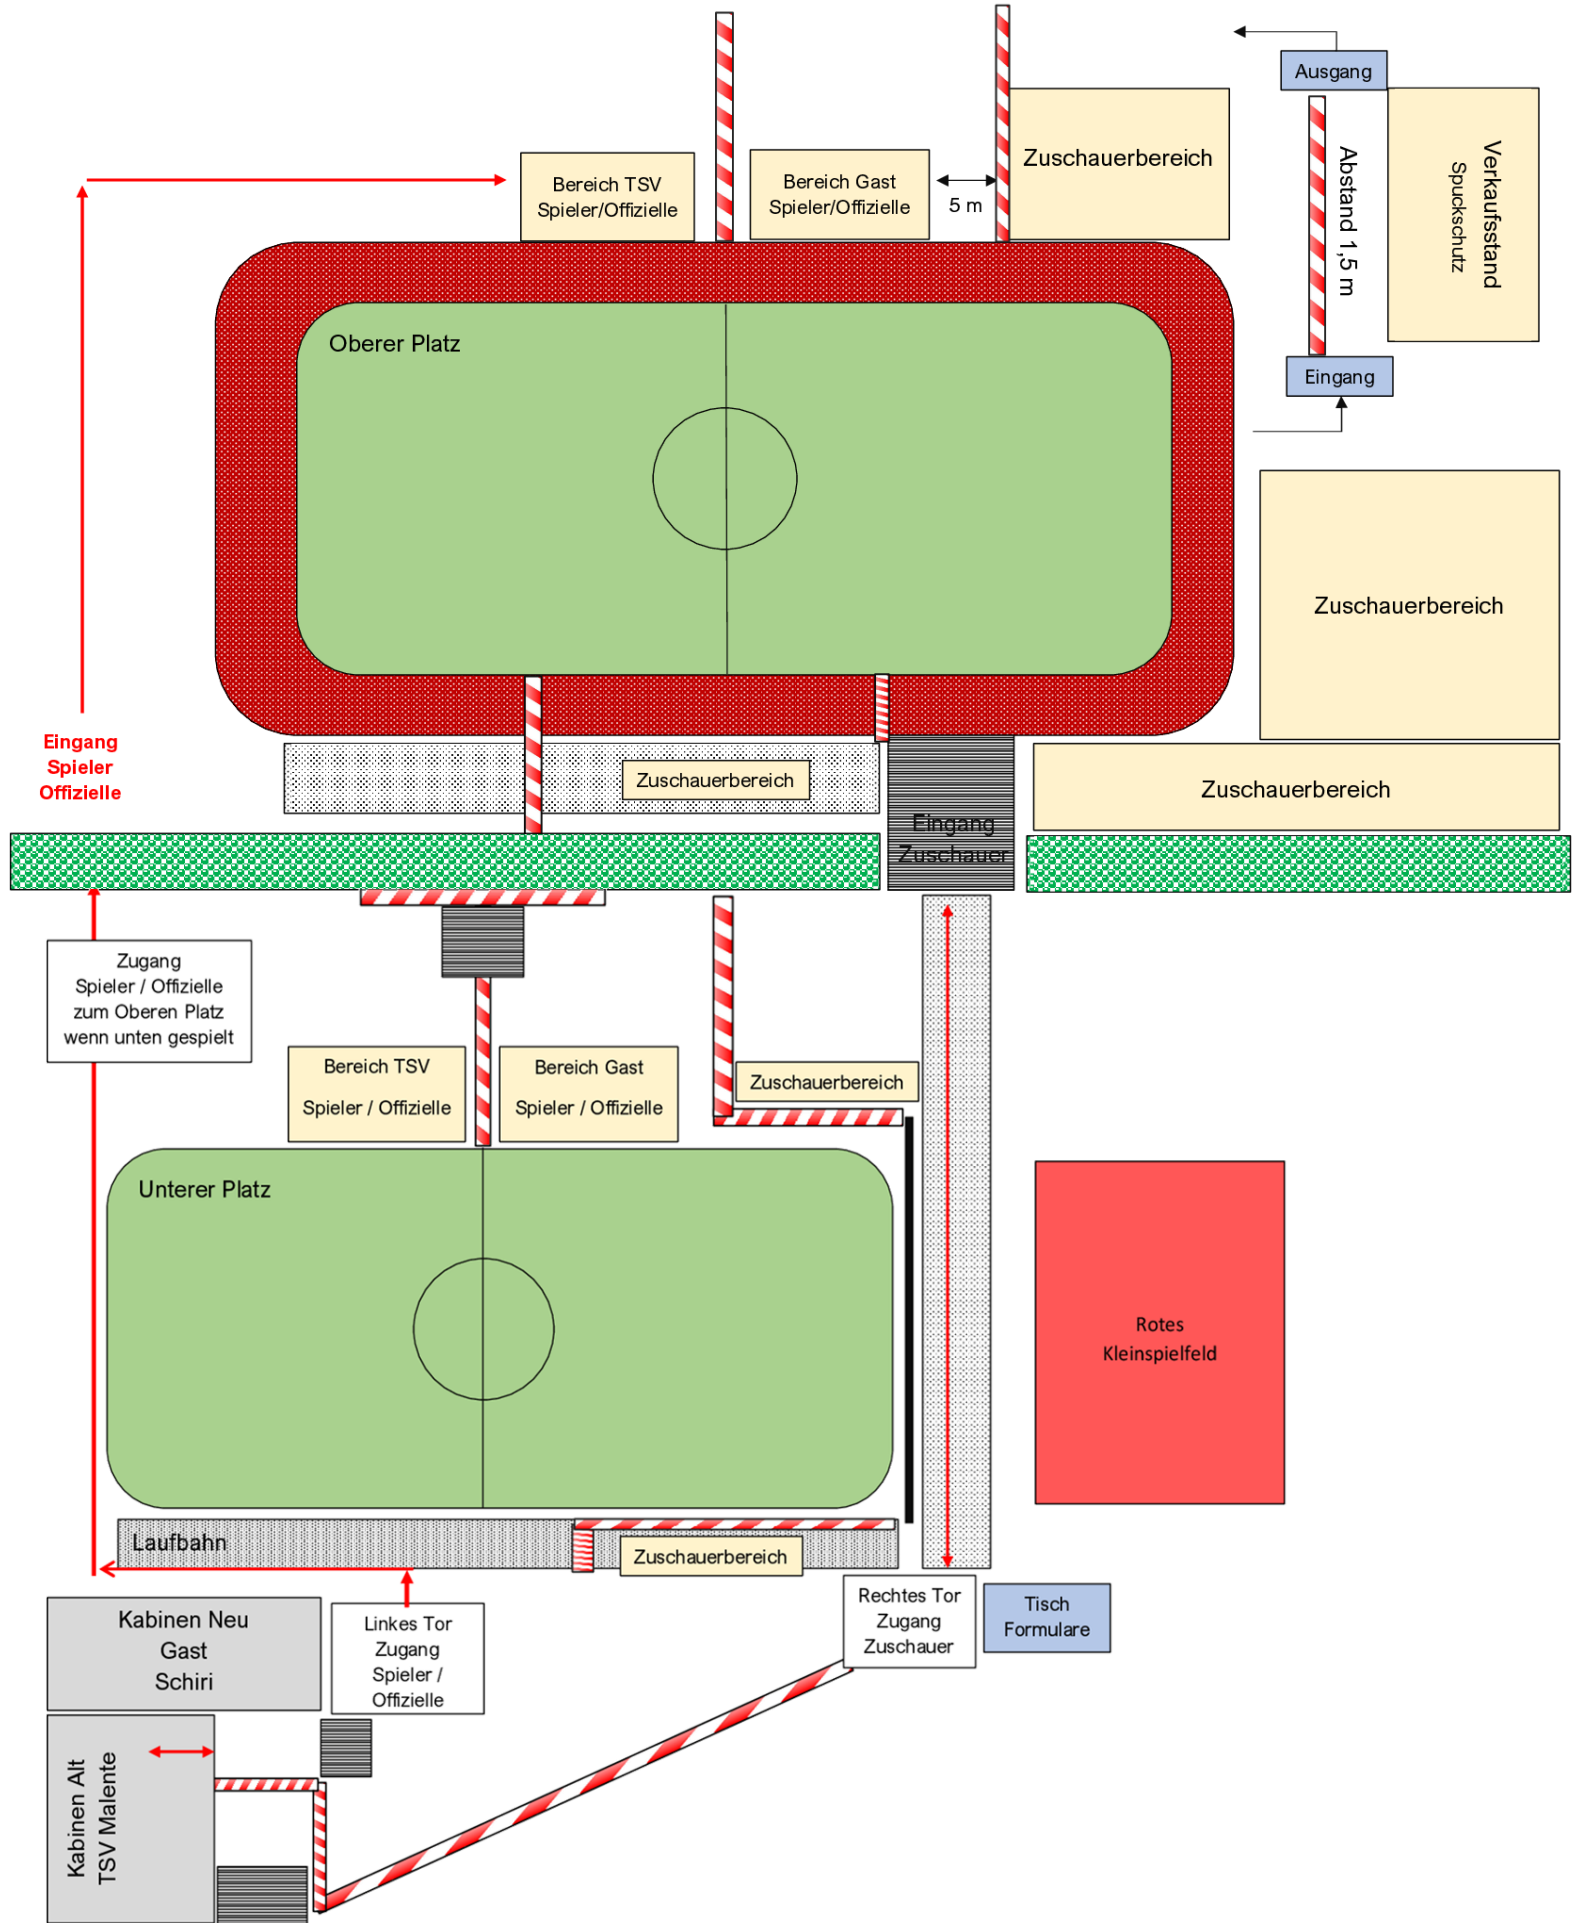 Ausgang
Zuschauerbereich
Verkaufsstand
Spuckschutz
Abstand 1,5 m
Bereich TSV
Spieler/Offizielle
Bereich Gast
Spieler/Offizielle
5 m
Oberer Platz
Eingang
Zuschauerbereich
Eingang
Spieler
Offizielle
Zuschauerbereich
Zuschauerbereich
Eingang
Zuschauer
Zugang
Spieler / Offizielle
zum Oberen Platz
wenn unten gespielt
Bereich TSV
Spieler / Offizielle
Bereich Gast
Spieler / Offizielle
Zuschauerbereich
Unterer Platz
Rotes
Kleinspielfeld
Laufbahn
Zuschauerbereich
Rechtes Tor
Zugang
Zuschauer
Tisch
Formulare
Kabinen Neu
Gast
Schiri
Linkes Tor
Zugang
Spieler /
Offizielle
Kabinen Alt
TSV Malente